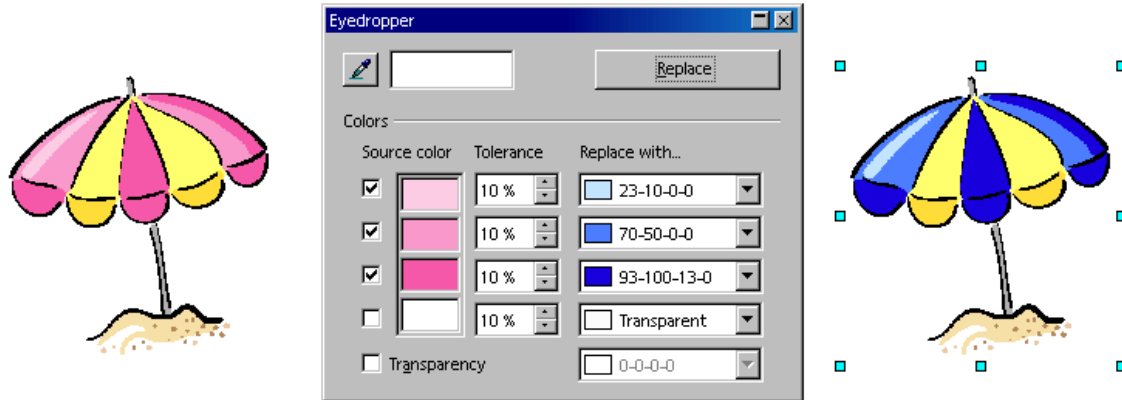 Eyedropper
Replace
Colors
Source color Tolerance Replace with...
10 % 23-10-0-0
10 % 70-50-0-0
10 % 93-100-13-0
10 % Transparent
Transparency 0-0-0-0